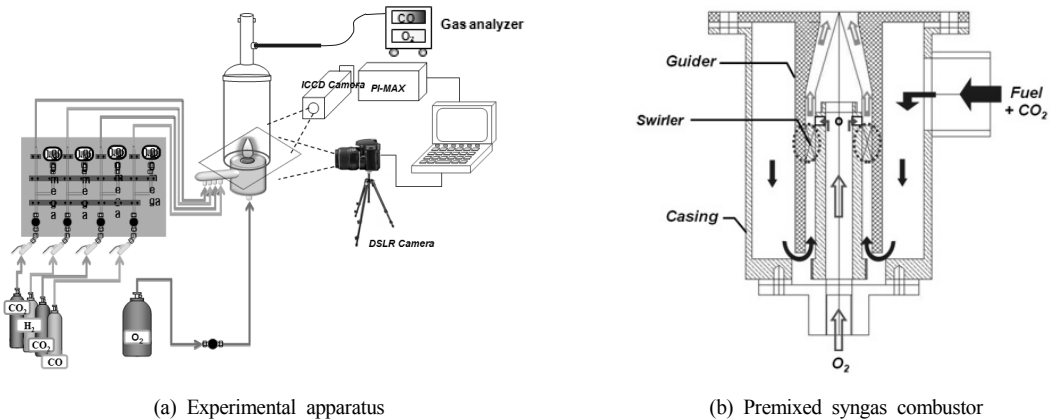 CO
O2
Gas analyzer
ICCD Camera
PI-MAX
DSLR Camera
CO2
H2
CO2
CO
O2
(a) Experimental apparatus
Guider
Swirler
Casing
Fuel
+ CO2
O2
(b) Premixed syngas combustor